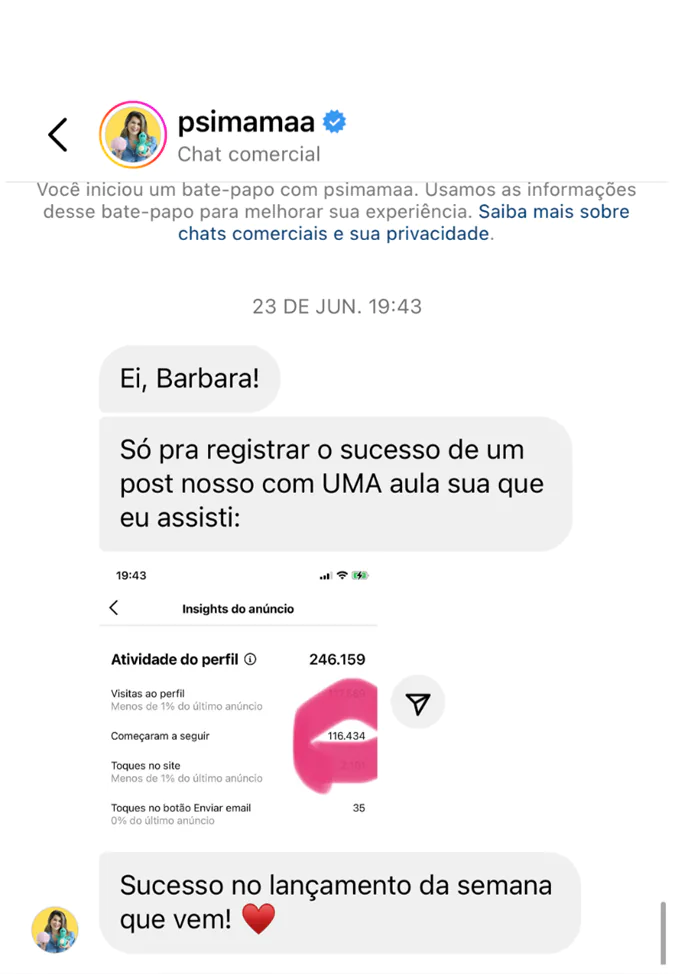 psimamaa
Chat comercial
Você iniciou um bate-papo com psimamaa. Usamos as informações
desse bate-papo para melhorar sua experiência. Saiba mais sobre
chats comerciais e sua privacidade.
23 DE JUN. 19:43
Ei, Barbara!
Só pra registrar o sucesso de um
post nosso com UMA aula sua que
eu assisti:
19:43
Insights do anúncio
Atividade do perfil 246.159
Visitas ao perfil
Menos de 1% do último anúncio
Começaram a seguir 116.434
Toques no site
Menos de 1% do último anúncio
Toques no botão Enviar email 35
0% do último anúncio
Sucesso no lançamento da semana
que vem! ♥️